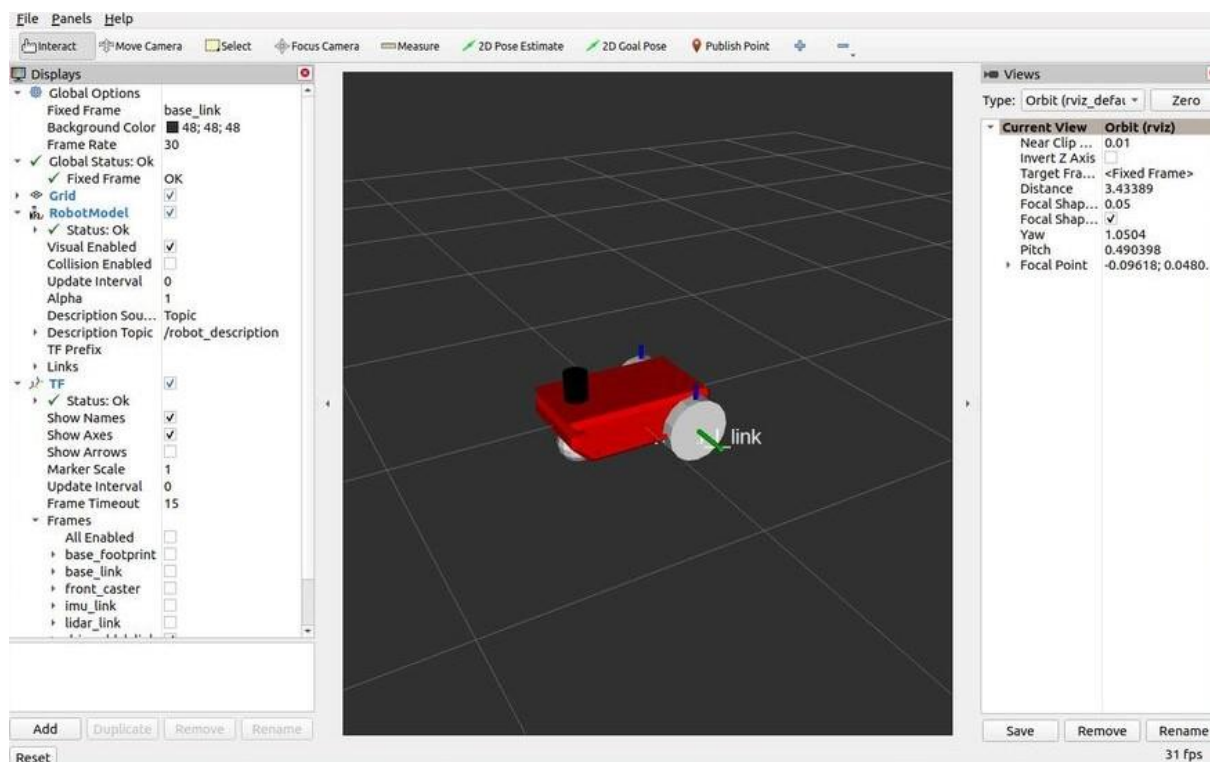 File Panels Help
Interact Move Camera Select Focus Camera Measure 2D Pose Estimate 2D Goal Pose Publish Point
Displays
Global Options
Fixed Frame base_link
Background Color 48; 48; 48
Frame Rate 30
Global Status: Ok
Fixed Frame OK
Grid
RobotModel
Status: Ok
Visual Enabled
Collision Enabled
Update Interval 0
Alpha 1
Description Sou... Topic
Description Topic /robot_description
TF Prefix
Links
TF
Status: Ok
Show Names
Show Axes
Show Arrows
Marker Scale 1
Update Interval 0
Frame Timeout 15
Frames
All Enabled
base_footprint
base_link
front_caster
imu_link
lidar_link
Add Duplicate Remove Rename
Reset
_link
Views
Type: Orbit (rviz_defau Zero
Current View Orbit (rviz)
Near Clip ... 0.01
Invert Z Axis
Target Fra... <Fixed Frame>
Distance 3.43389
Focal Shap... 0.05
Focal Shap...
Yaw 1.0504
Pitch 0.490398
Focal Point -0.09618; 0.0480.
Save Remove Rename
31 fps